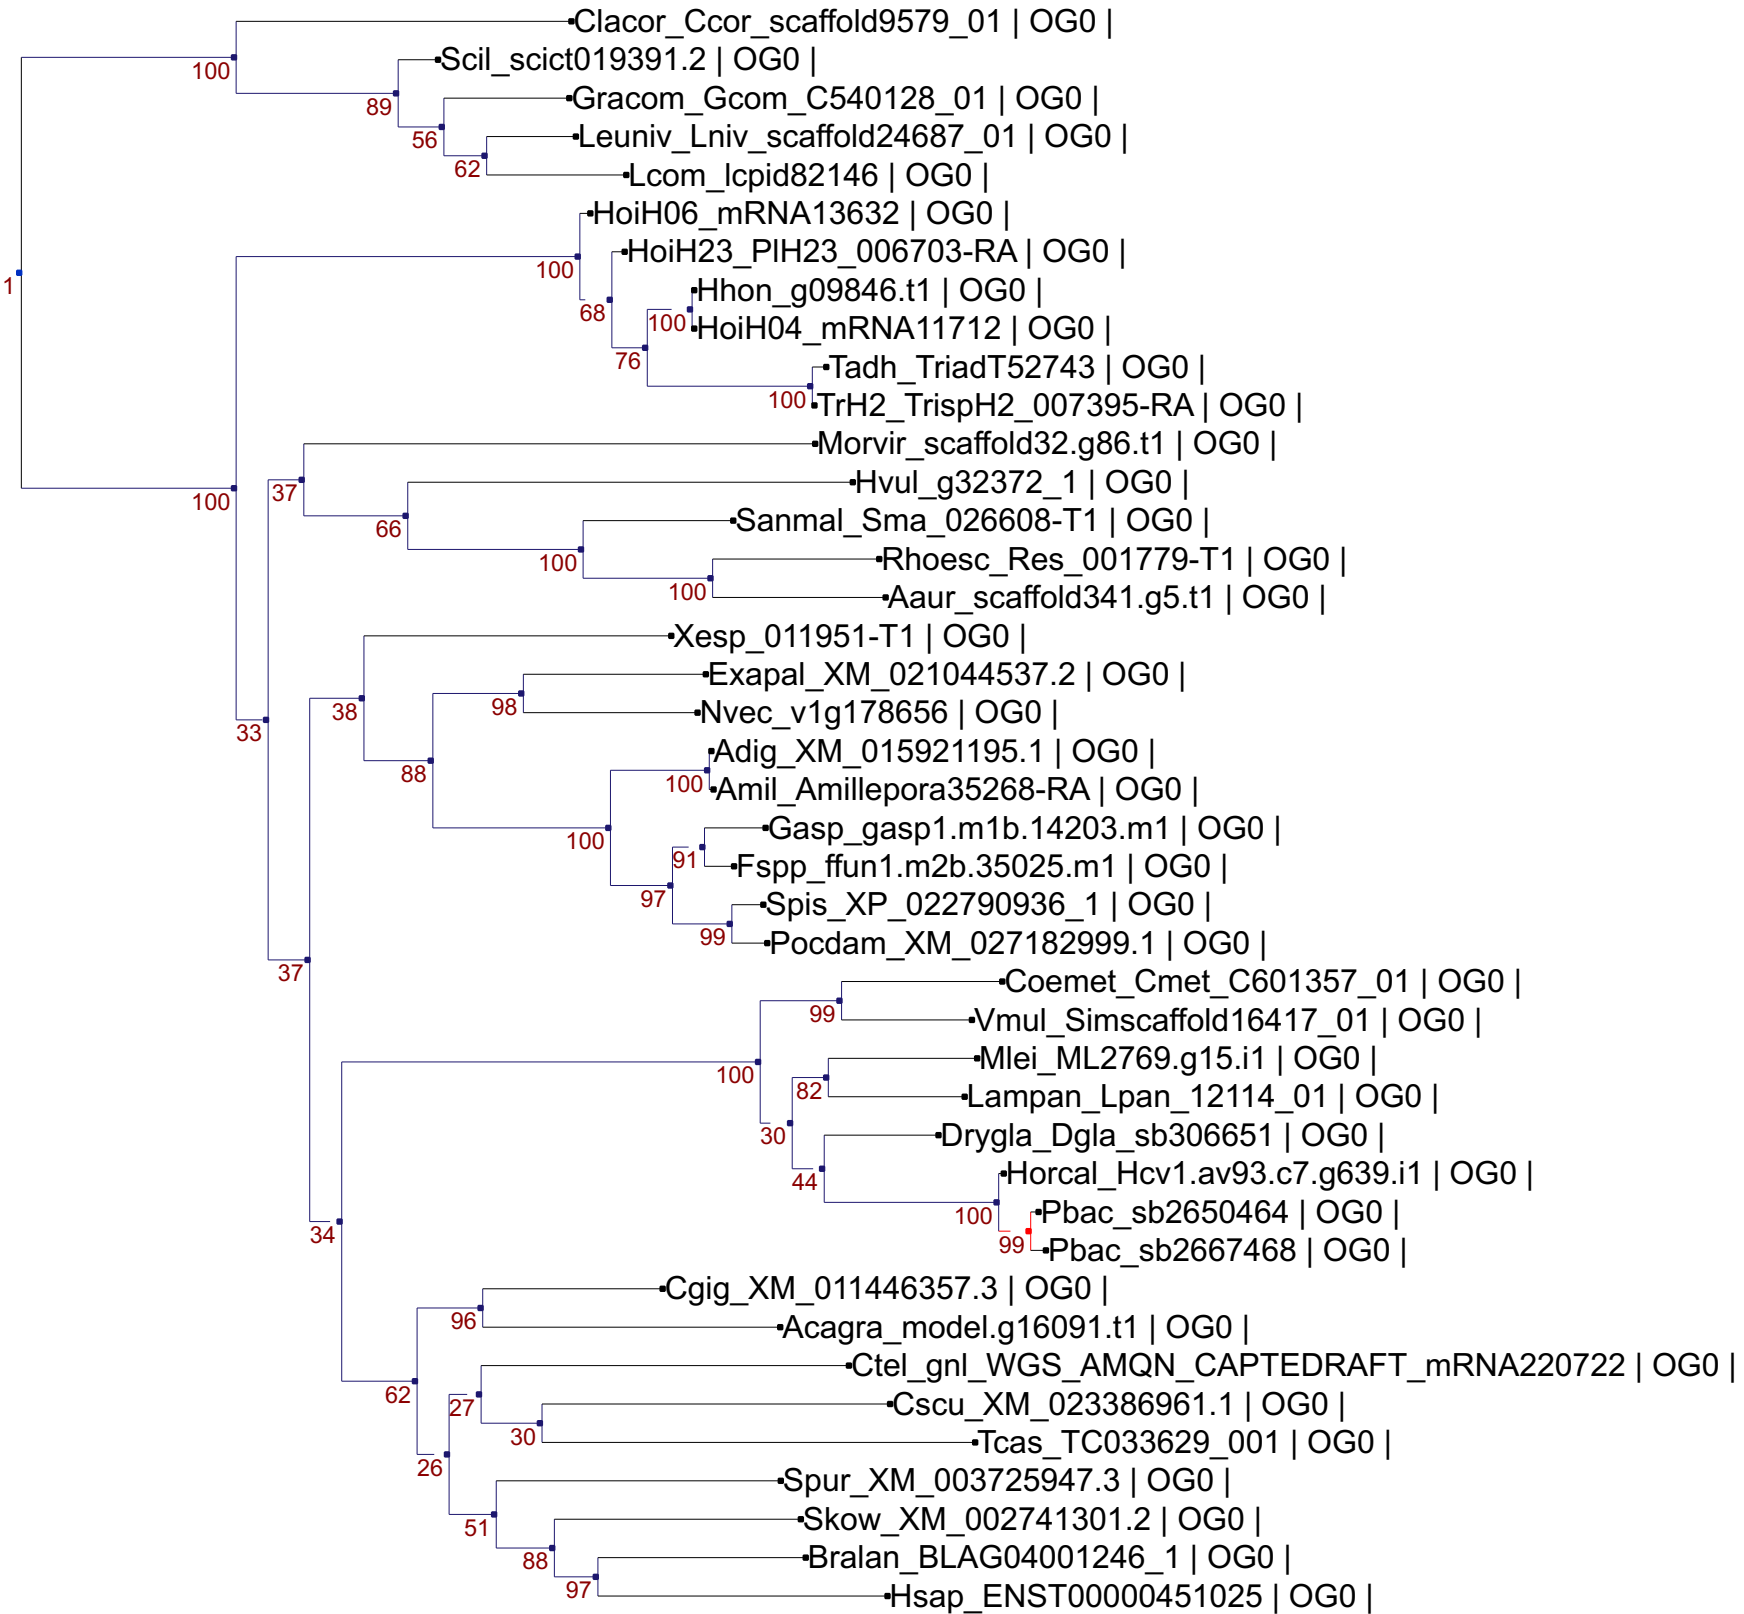 Clacor_Ccor_scaffold9579_01 | OG0 |
Scil_scict019391.2 | OG0 |
100
Gracom_Gcom_C540128_01 | OG0 |
89
Leuniv_Lniv_scaffold24687_01 | OG0 |
56
62
Lcom_lcpid82146 | OG0 |
HoiH06_mRNA13632 | OG0 |
HoiH23_PlH23_006703-RA | OG0 |
100
1
Hhon_g09846.t1 | OG0 |
68
100
HoiH04_mRNA11712 | OG0 |
76
Tadh_TriadT52743 | OG0 |
100
TrH2_TrispH2_007395-RA | OG0 |
Morvir_scaffold32.g86.t1 | OG0 |
Hvul_g32372_1 | OG0 |
37
100
Sanmal_Sma_026608-T1 | OG0 |
66
Rhoesc_Res_001779-T1 | OG0 |
100
100
Aaur_scaffold341.g5.t1 | OG0 |
Xesp_011951-T1 | OG0 |
Exapal_XM_021044537.2 | OG0 |
98
Nvec_v1g178656 | OG0 |
38
33
Adig_XM_015921195.1 | OG0 |
88
100
Amil_Amillepora35268-RA | OG0 |
Gasp_gasp1.m1b.14203.m1 | OG0 |
100
91
Fspp_ffun1.m2b.35025.m1 | OG0 |
97
Spis_XP_022790936_1 | OG0 |
99
Pocdam_XM_027182999.1 | OG0 |
37
Coemet_Cmet_C601357_01 | OG0 |
99
Vmul_Simscaffold16417_01 | OG0 |
Mlei_ML2769.g15.i1 | OG0 |
100
82
Lampan_Lpan_12114_01 | OG0 |
30
Drygla_Dgla_sb306651 | OG0 |
44
Horcal_Hcv1.av93.c7.g639.i1 | OG0 |
100
Pbac_sb2650464 | OG0 |
34
99
Pbac_sb2667468 | OG0 |
Cgig_XM_011446357.3 | OG0 |
96
Acagra_model.g16091.t1 | OG0 |
Ctel_gnl_WGS_AMQN_CAPTEDRAFT_mRNA220722 | OG0 |
62
27
Cscu_XM_023386961.1 | OG0 |
30
Tcas_TC033629_001 | OG0 |
26
Spur_XM_003725947.3 | OG0 |
51
Skow_XM_002741301.2 | OG0 |
88
Bralan_BLAG04001246_1 | OG0 |
97
Hsap_ENST00000451025 | OG0 |